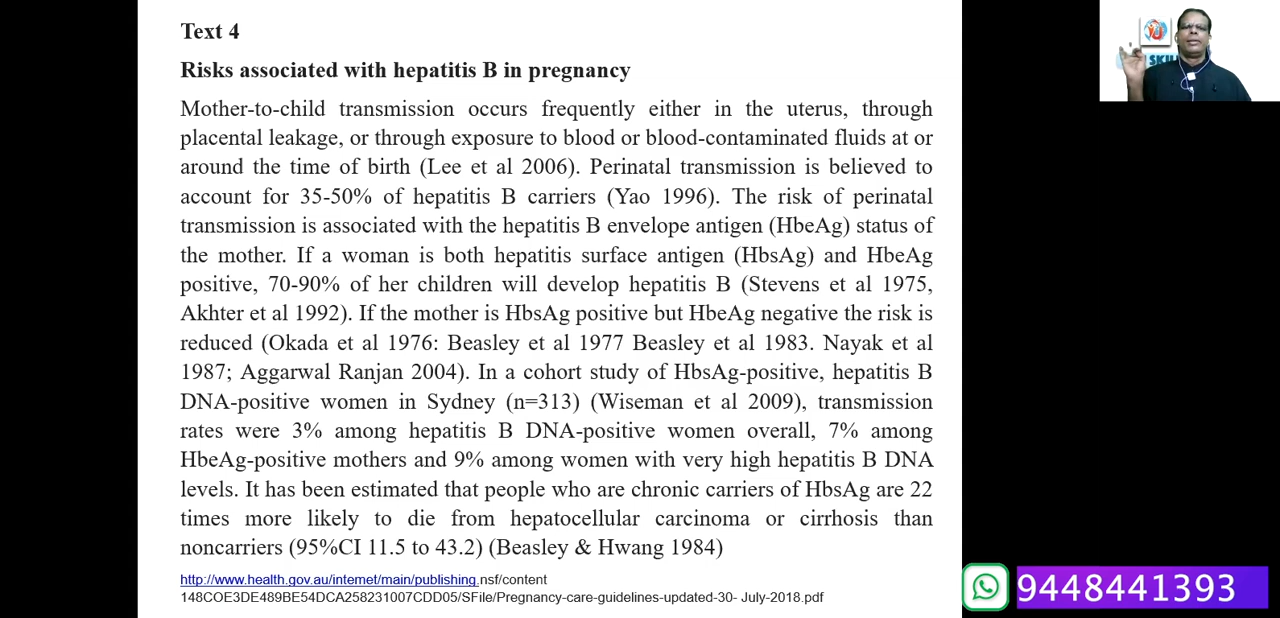 Text 4
Risks associated with hepatitis B in pregnancy
Mother-to-child transmission occurs frequently either in the uterus, through
placental leakage, or through exposure to blood or blood-contaminated fluids at or
around the time of birth (Lee et al 2006). Perinatal transmission is believed to
account for 35-50% of hepatitis B carriers (Yao 1996). The risk of perinatal
transmission is associated with the hepatitis B envelope antigen (HbeAg) status of
the mother. If a woman is both hepatitis surface antigen (HbsAg) and HbeAg
positive, 70-90% of her children will develop hepatitis B (Stevens et al 1975,
Akhter et al 1992). If the mother is HbsAg positive but HbeAg negative the risk is
reduced (Okada et al 1976: Beasley et al 1977 Beasley et al 1983. Nayak et al
1987; Aggarwal Ranjan 2004). In a cohort study of HbsAg-positive, hepatitis B
DNA-positive women in Sydney (n=313) (Wiseman et al 2009), transmission
rates were 3% among hepatitis B DNA-positive women overall, 7% among
HbeAg-positive mothers and 9% among women with very high hepatitis B DNA
levels. It has been estimated that people who are chronic carriers of HbsAg are 22
times more likely to die from hepatocellular carcinoma or cirrhosis than
noncarriers (95%CI 11.5 to 43.2) (Beasley & Hwang 1984)
http://www.health.gov.au/internet/main/publishing.nsf/content
148COE3DE489BE54DCA258231007CDD05/SFile/Pregnancy-care-guidelines-updated-30- July-2018.pdf
SKIL
9448441393